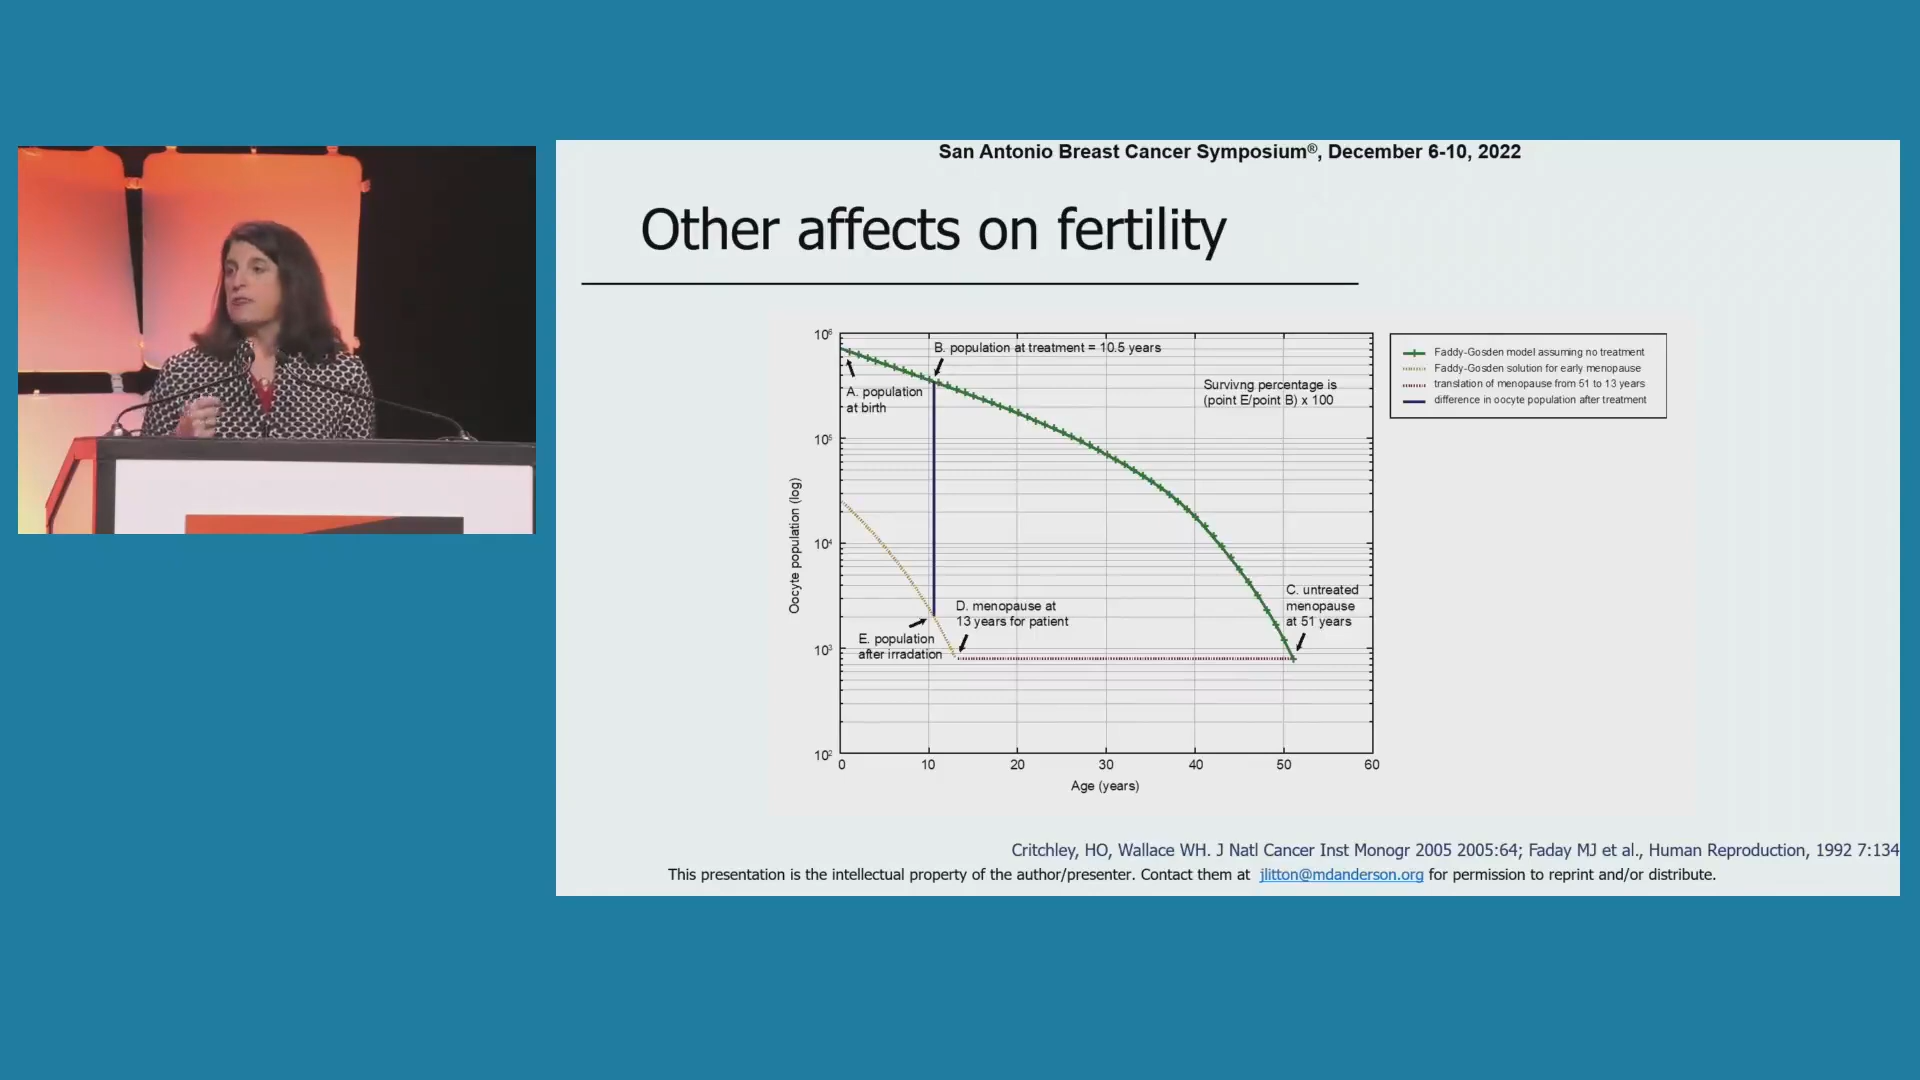 San Antonio Breast Cancer Symposium®, December 6-10, 2022
Other affects on fertility
10⁶
10⁵
10⁴
10³
10²
Oocyte population (log)
A. population
at birth
B. population at treatment = 10.5 years
Survivng percentage is
(point E/point B) x 100
C. untreated
menopause
at 51 years
D. menopause at
13 years for patient
E. population
after irradation
0 10 20 30 40 50 60
Age (years)
Faddy-Gosden model assuming no treatment
Faddy-Gosden solution for early menopause
translation of menopause from 51 to 13 years
difference in oocyte population after treatment
Critchley, HO, Wallace WH. J Natl Cancer Inst Monogr 2005 2005:64; Faday MJ et al., Human Reproduction, 1992 7:134
This presentation is the intellectual property of the author/presenter. Contact them at jlitton@mdanderson.org for permission to reprint and/or distribute.